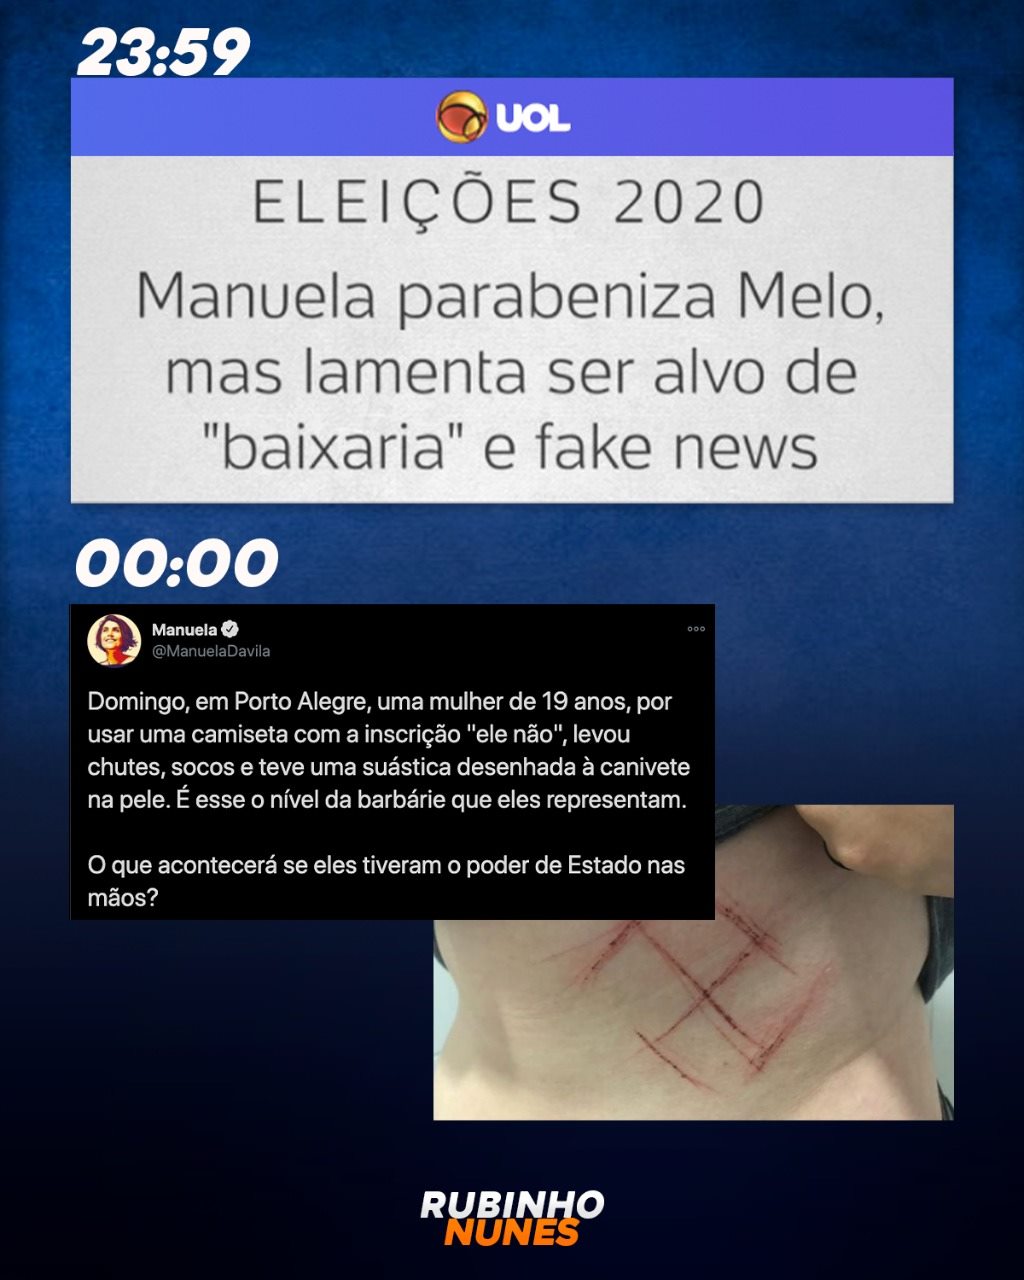 23:59
UOL
ELEIÇÕES 2020
Manuela parabeniza Melo,
mas lamenta ser alvo de
"baixaria" e fake news
00:00
Manuela
@ManuelaDavila
Domingo, em Porto Alegre, uma mulher de 19 anos, por
usar uma camiseta com a inscrição "ele não", levou
chutes, socos e teve uma suástica desenhada à canivete
na pele. É esse o nível da barbárie que eles representam.
O que acontecerá se eles tiveram o poder de Estado nas
mãos?
RUBINHO
NUNES